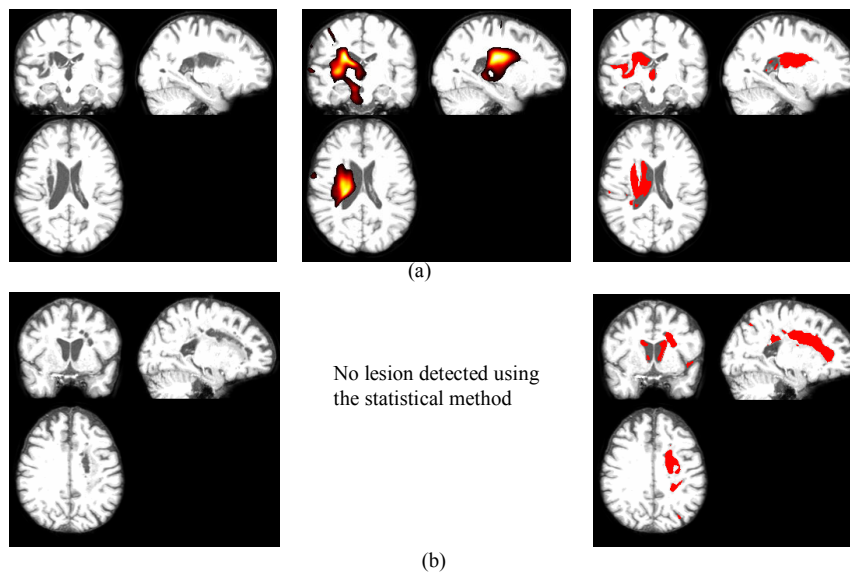 (a)
No lesion detected using
the statistical method
(b)